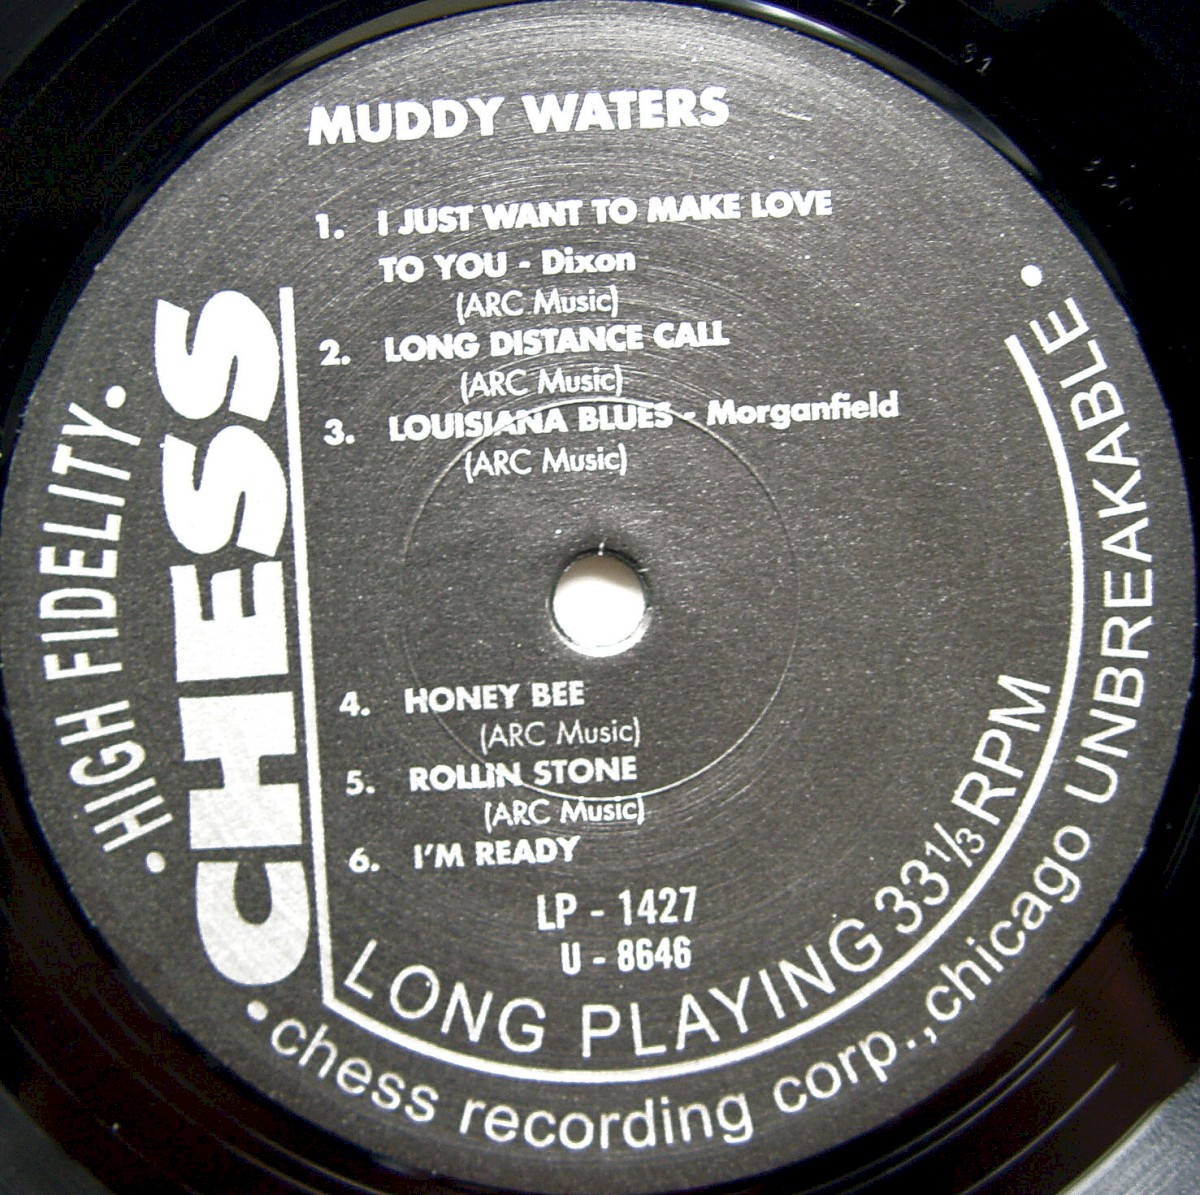 MUDDY WATERS
1. I JUST WANT TO MAKE LOVE
TO YOU - Dixon
(ARC Music)
2. LONG DISTANCE CALL
(ARC Music)
3. LOUISIANA BLUES - Morganfield
(ARC Music)
4. HONEY BEE
(ARC Music)
5. ROLLIN STONE
(ARC Music)
6. I'M READY
LP - 1427
U - 8646
LONG PLAYING 33 1/3 RPM
• HIGH FIDELITY •
CHESS
• chess recording corp., chicago UNBREAKABLE •